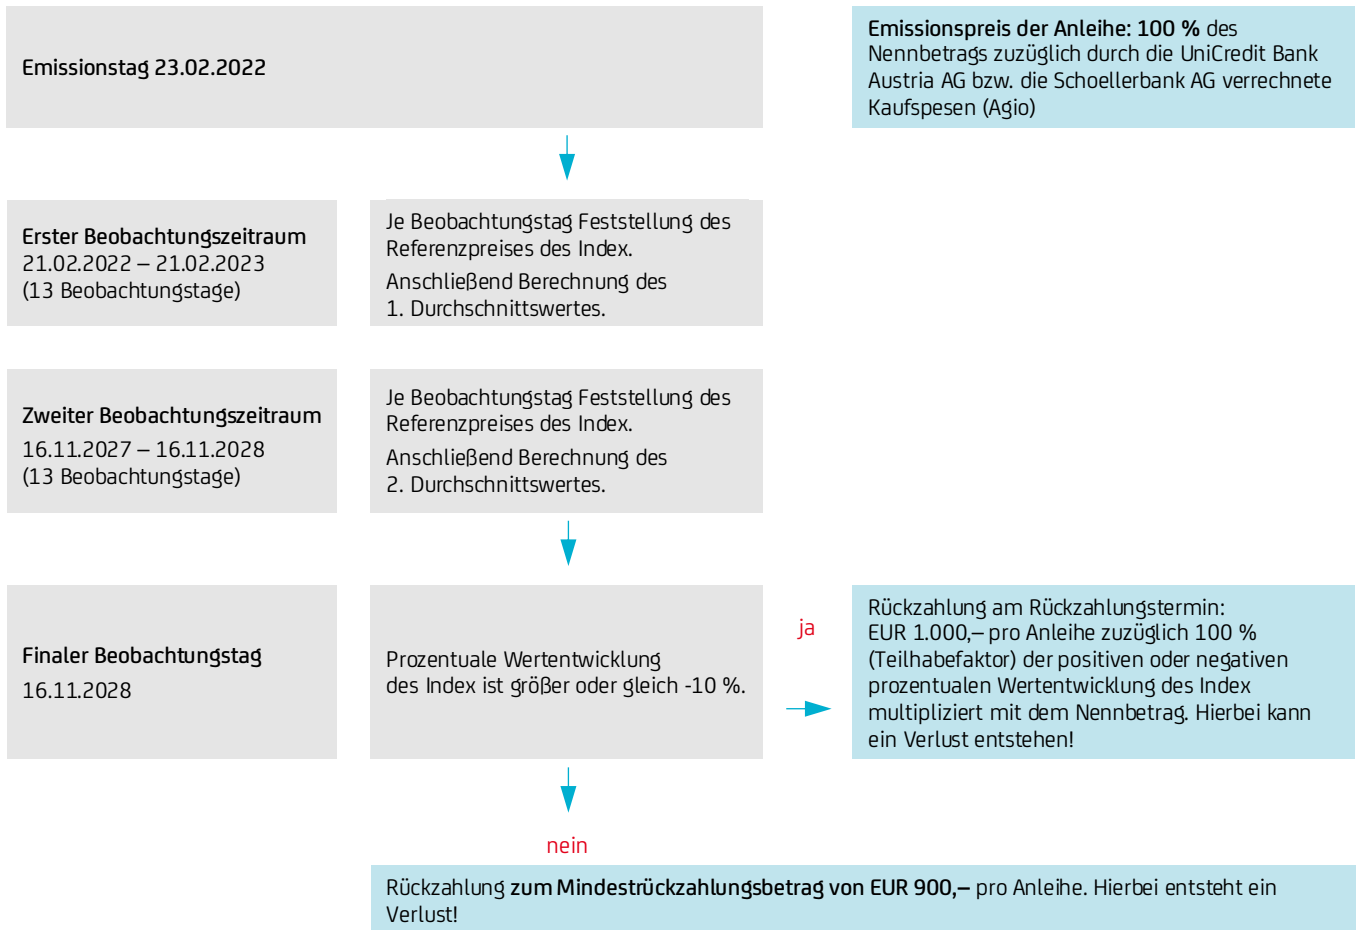 Emissionstag 23.02.2022
Emissionspreis der Anleihe: 100 % des
Nennbetrags zuzüglich durch die UniCredit Bank
Austria AG bzw. die Schoellerbank AG verrechnete
Kaufspesen (Agio)
Erster Beobachtungszeitraum
21.02.2022 – 21.02.2023
(13 Beobachtungstage)
Je Beobachtungstag Feststellung des
Referenzpreises des Index.
Anschließend Berechnung des
1. Durchschnittswertes.
Zweiter Beobachtungszeitraum
16.11.2027 – 16.11.2028
(13 Beobachtungstage)
Je Beobachtungstag Feststellung des
Referenzpreises des Index.
Anschließend Berechnung des
2. Durchschnittswertes.
Finaler Beobachtungstag
16.11.2028
Prozentuale Wertentwicklung
des Index ist größer oder gleich -10 %.
ja
Rückzahlung am Rückzahlungstermin:
EUR 1.000,– pro Anleihe zuzüglich 100 %
(Teilhabefaktor) der positiven oder negativen
prozentualen Wertentwicklung des Index
multipliziert mit dem Nennbetrag. Hierbei kann
ein Verlust entstehen!
nein
Rückzahlung zum Mindestrückzahlungsbetrag von EUR 900,– pro Anleihe. Hierbei entsteht ein
Verlust!